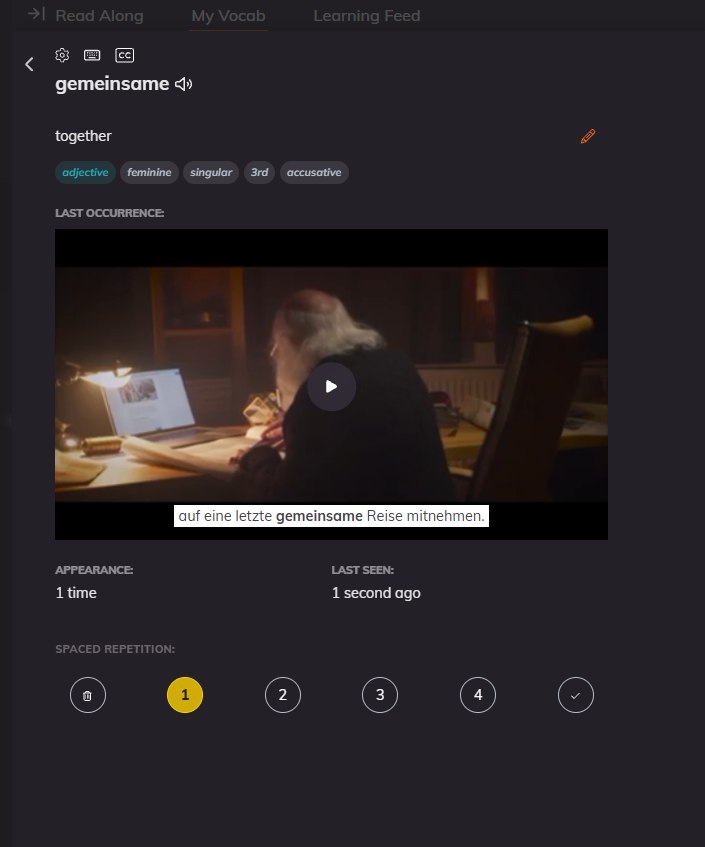 Read Along My Vocab Learning Feed
CC
gemeinsame
together
adjective feminine singular 3rd accusative
LAST OCCURRENCE:
auf eine letzte gemeinsame Reise mitnehmen.
APPEARANCE: LAST SEEN:
1 time 1 second ago
SPACED REPETITION:
1 2 3 4